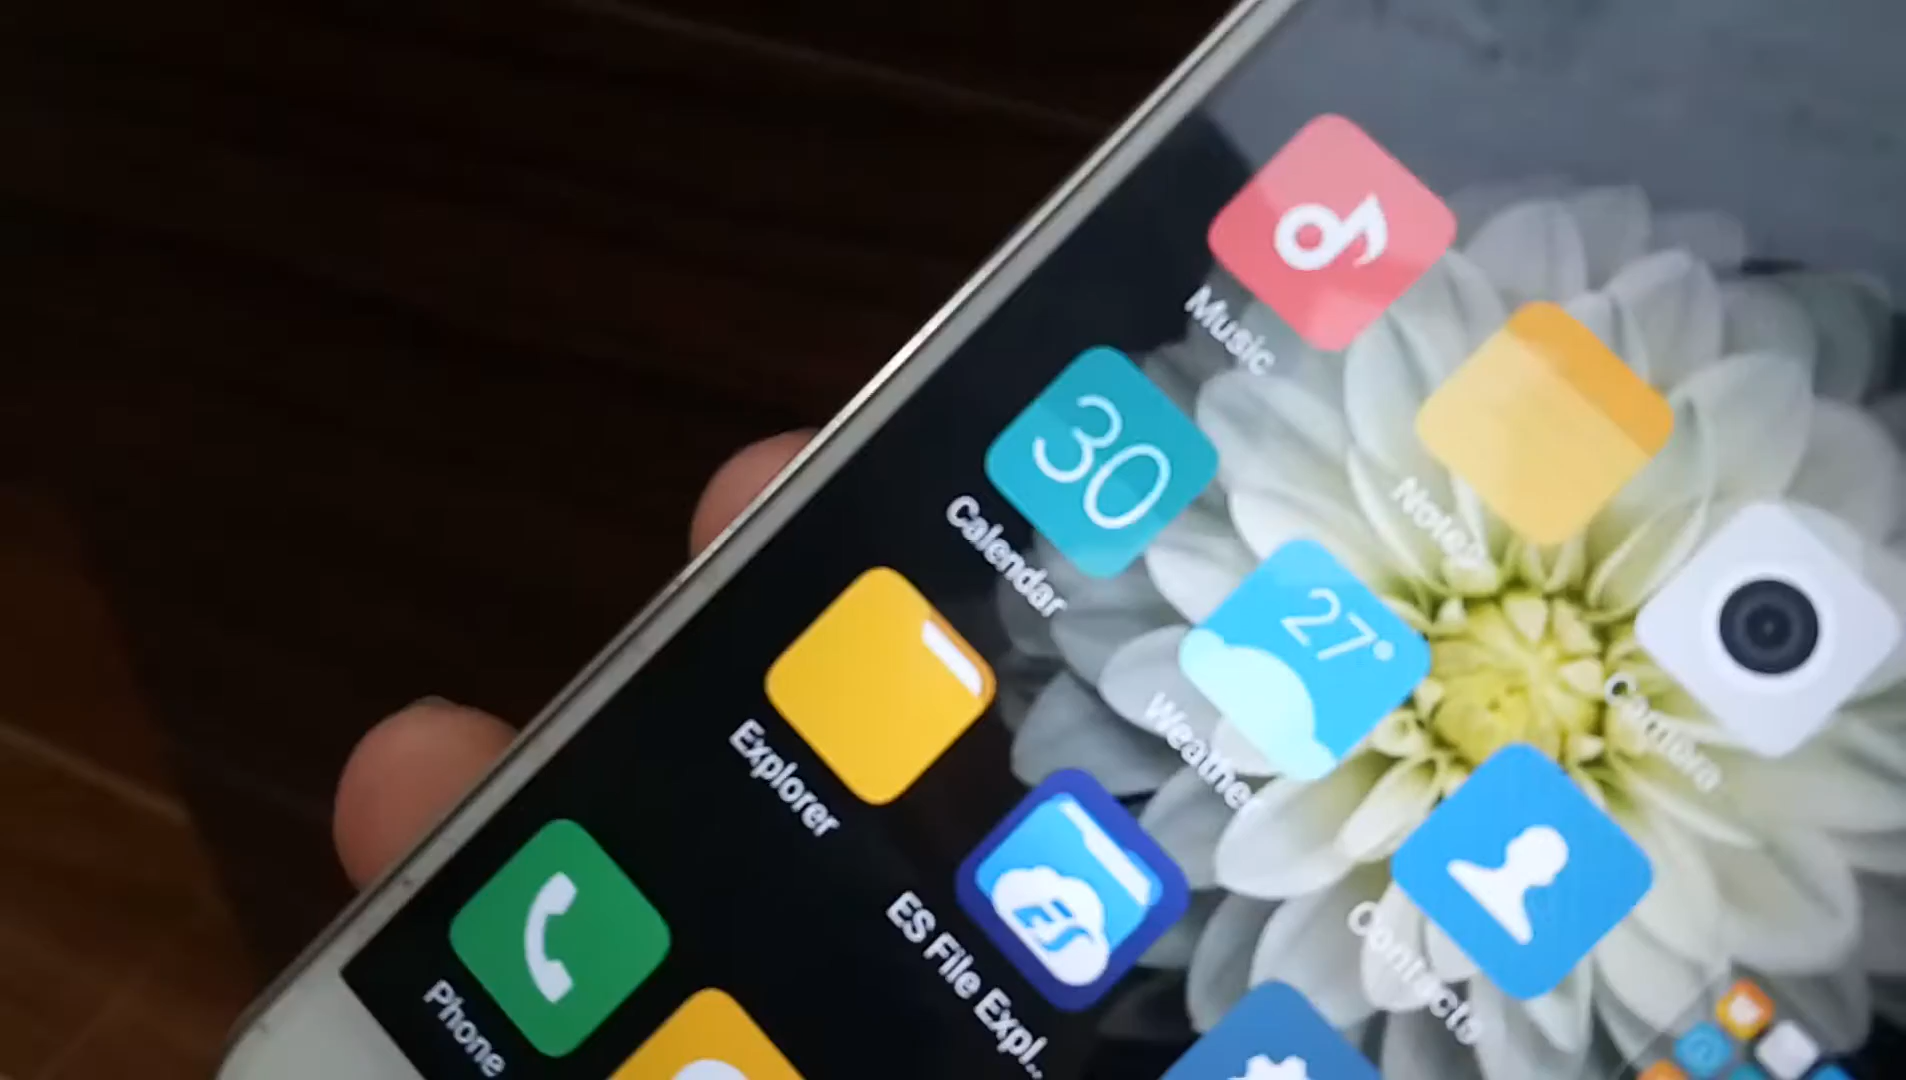 Music
30
Calendar
Notes
27°
Weather
Camera
Explorer
ES
ES File Expl..
Contacts
Phone